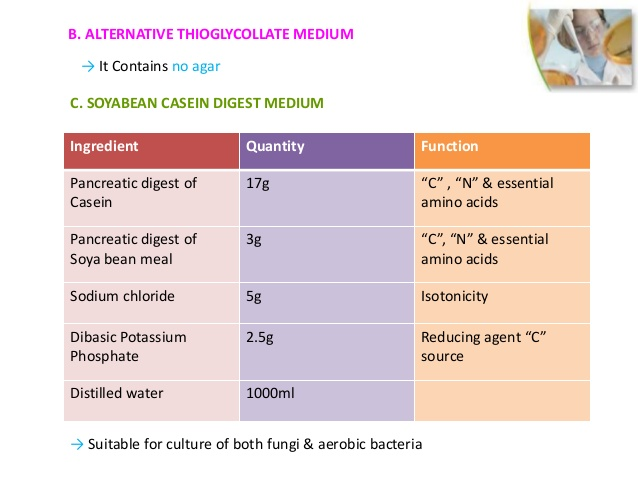 B. ALTERNATIVE THIOGLYCOLLATE MEDIUM
→ It Contains no agar
C. SOYABEAN CASEIN DIGEST MEDIUM
Ingredient Quantity Function
Pancreatic digest of Casein 17g “C” , “N” & essential amino acids
Pancreatic digest of Soya bean meal 3g “C”, “N” & essential amino acids
Sodium chloride 5g Isotonicity
Dibasic Potassium Phosphate 2.5g Reducing agent “C” source
Distilled water 1000ml
→ Suitable for culture of both fungi & aerobic bacteria